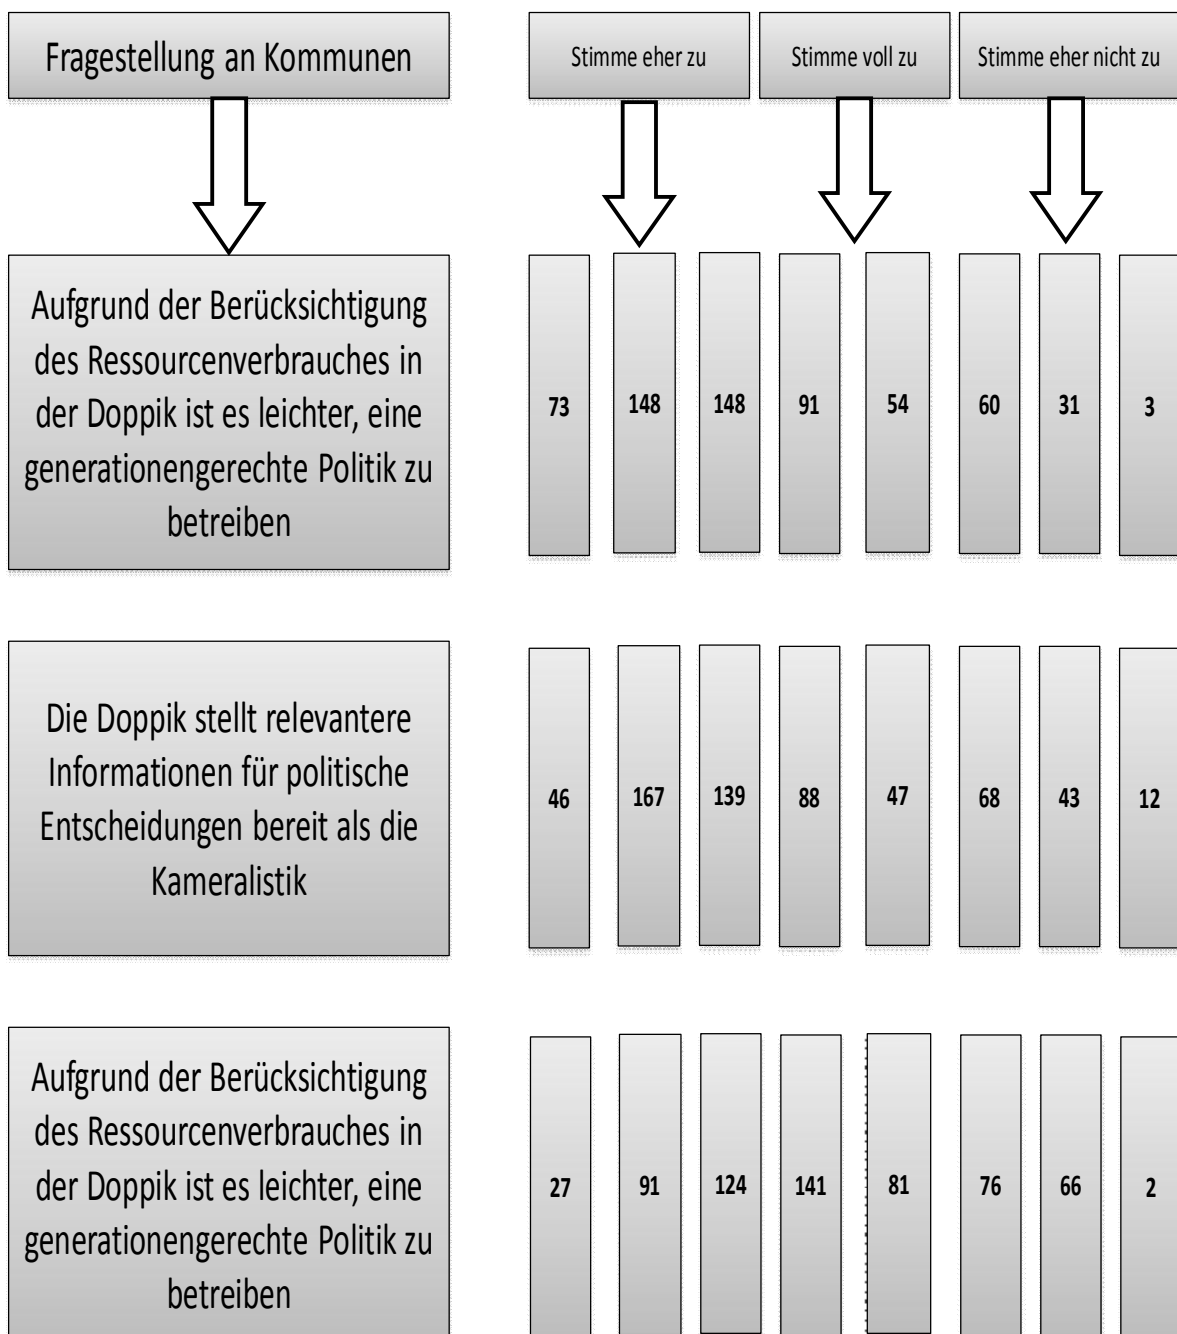 Fragestellung an Kommunen
Stimme eher zu
Stimme voll zu
Stimme eher nicht zu
Aufgrund der Berücksichtigung
des Ressourcenverbrauches in
der Doppik ist es leichter, eine
generationengerechte Politik zu
betreiben
73 148 148 91 54 60 31 3
Die Doppik stellt relevantere
Informationen für politische
Entscheidungen bereit als die
Kameralistik
46 167 139 88 47 68 43 12
Aufgrund der Berücksichtigung
des Ressourcenverbrauches in
der Doppik ist es leichter, eine
generationengerechte Politik zu
betreiben
27 91 124 141 81 76 66 2